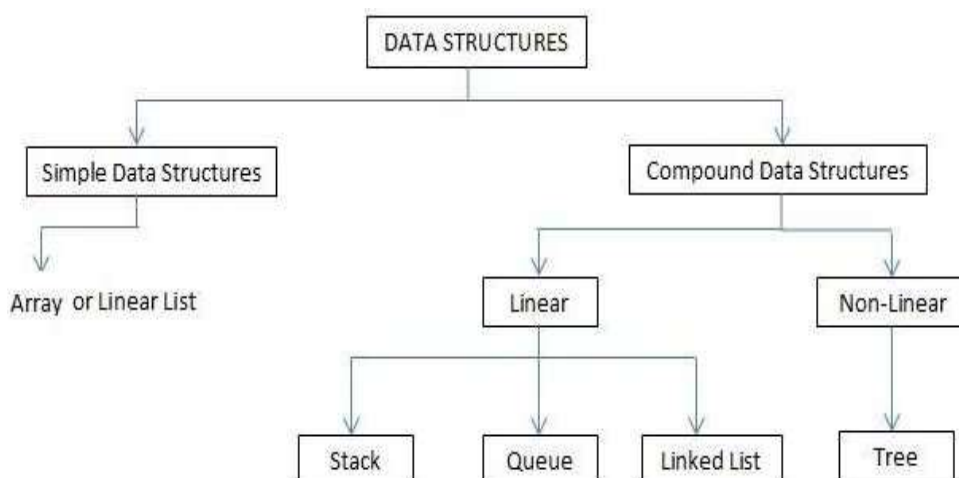 DATA STRUCTURES
Simple Data Structures
Compound Data Structures
Array or Linear List
Linear
Non-Linear
Stack
Queue
Linked List
Tree